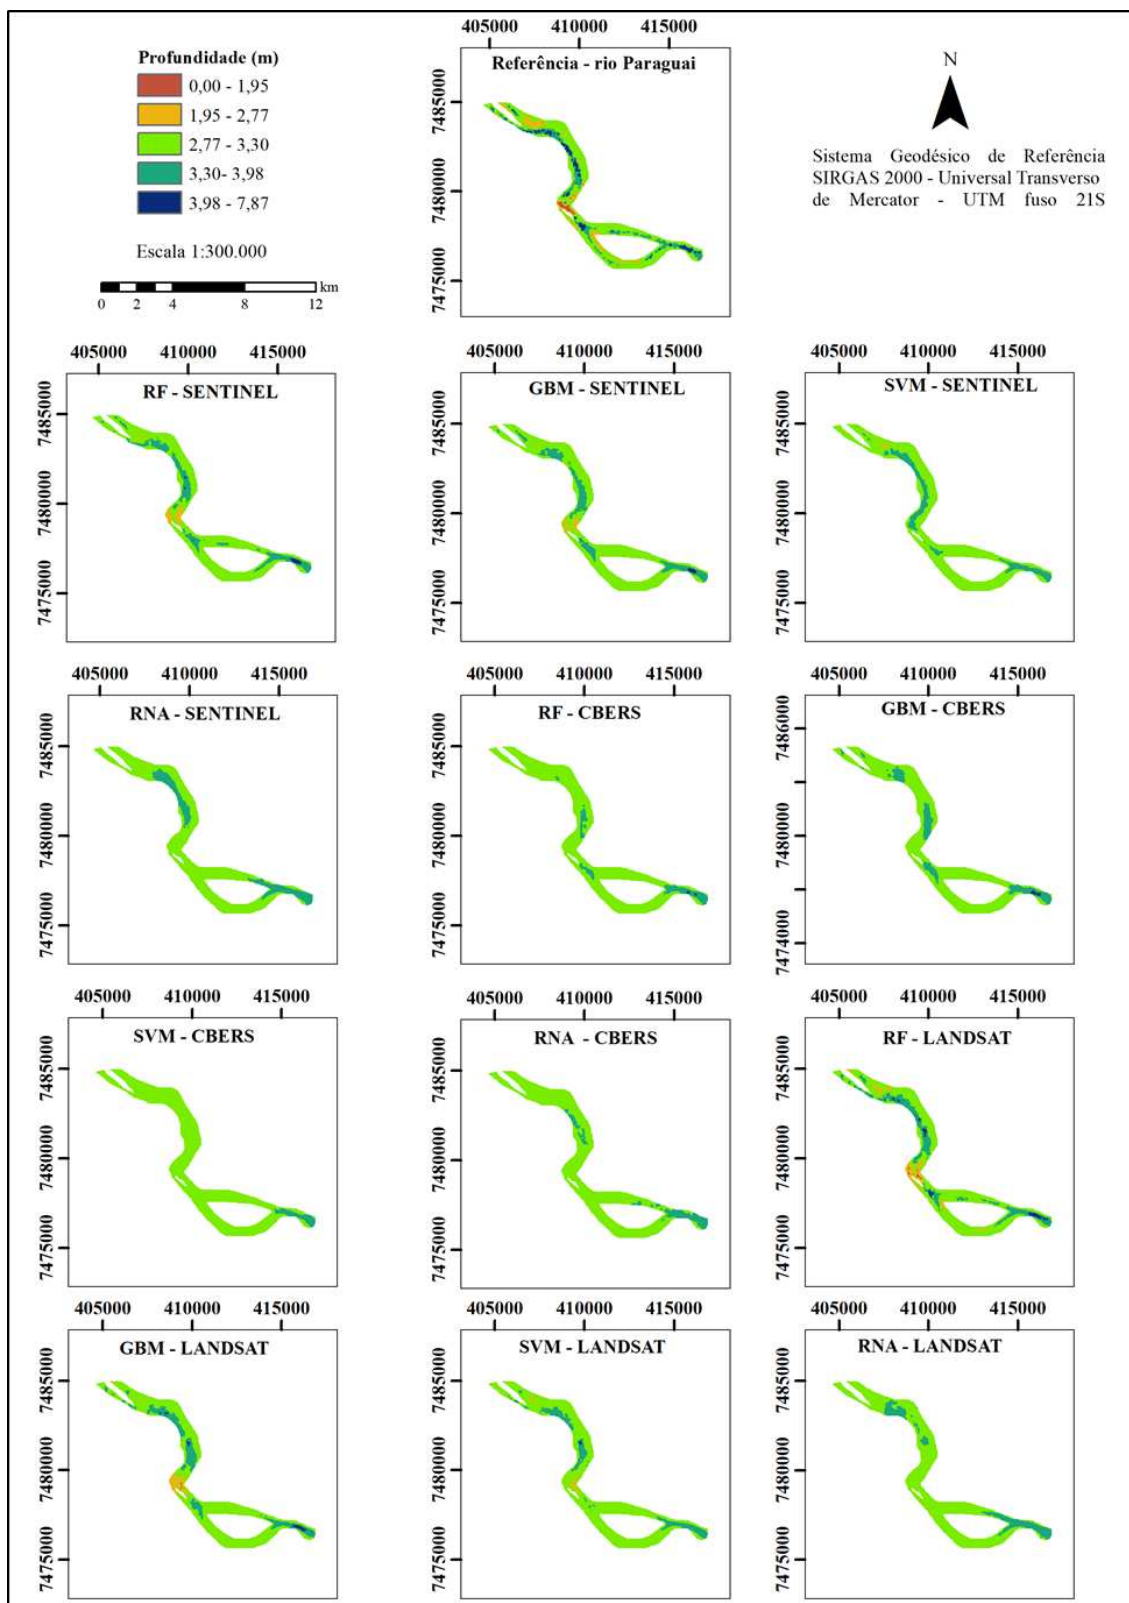 405000 410000 415000
Profundidade (m)
0,00 - 1,95
1,95 - 2,77
2,77 - 3,30
3,30- 3,98
3,98 - 7,87
Escala 1:300.000
km
0 2 4 8 12
Referência - rio Paraguai
7485000
7480000
7475000
N
Sistema Geodésico de Referência
SIRGAS 2000 - Universal Transverso
de Mercator - UTM fuso 21S
405000 410000 415000
RF - SENTINEL
7485000
7480000
7475000
405000 410000 415000
GBM - SENTINEL
7485000
7480000
7475000
405000 410000 415000
SVM - SENTINEL
7485000
7480000
7475000
405000 410000 415000
RNA - SENTINEL
7485000
7480000
7475000
405000 410000 415000
RF - CBERS
7485000
7480000
7475000
405000 410000 415000
GBM - CBERS
7486000
7480000
7474000
405000 410000 415000
SVM - CBERS
7485000
7480000
7475000
405000 410000 415000
RNA - CBERS
7485000
7480000
7475000
405000 410000 415000
RF - LANDSAT
7485000
7480000
7475000
405000 410000 415000
GBM - LANDSAT
7485000
7480000
7475000
405000 410000 415000
SVM - LANDSAT
7485000
7480000
7475000
405000 410000 415000
RNA - LANDSAT
7485000
7480000
7475000